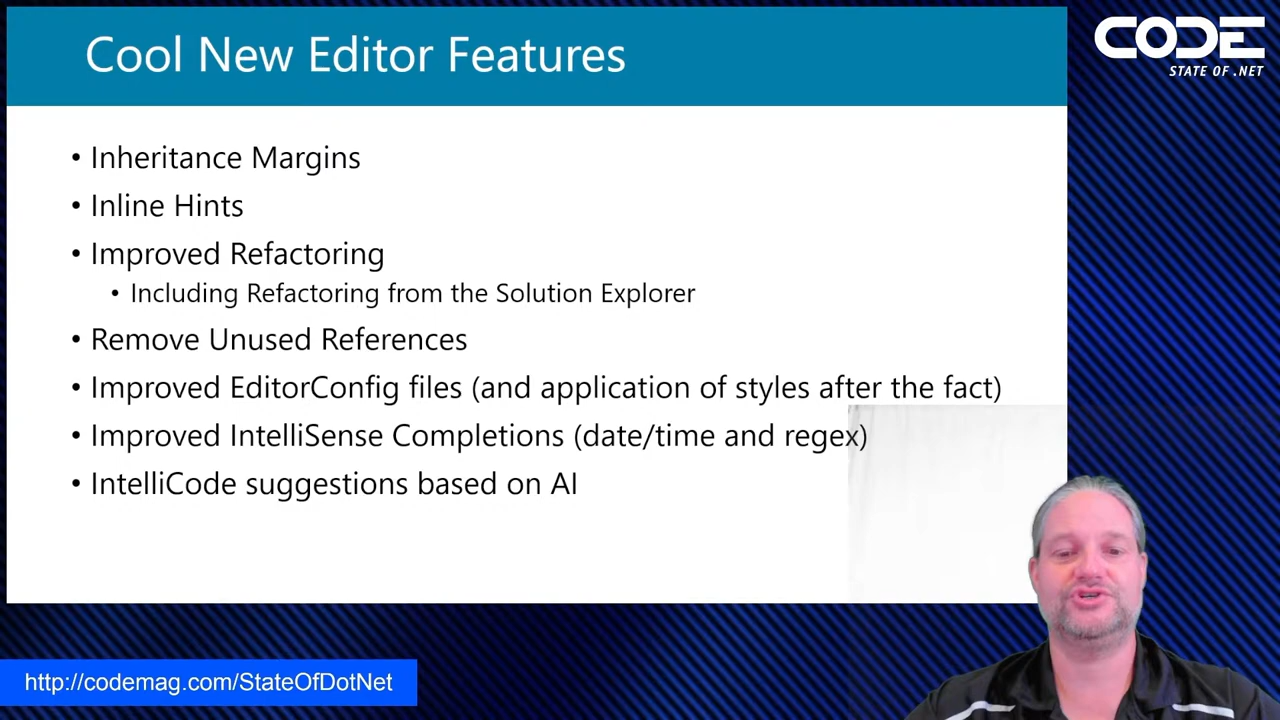 Cool New Editor Features
CODE
STATE OF .NET
• Inheritance Margins
• Inline Hints
• Improved Refactoring
• Including Refactoring from the Solution Explorer
• Remove Unused References
• Improved EditorConfig files (and application of styles after the fact)
• Improved IntelliSense Completions (date/time and regex)
• IntelliCode suggestions based on AI
http://codemag.com/StateOfDotNet